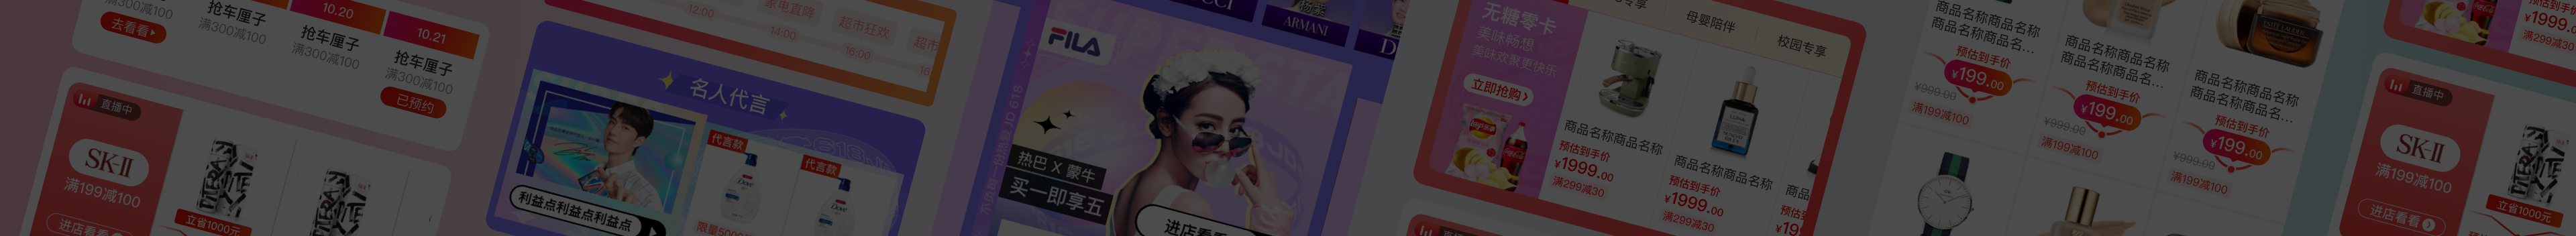 满300减100
去看看
抢车厘子
满300减100
10.20
抢车厘子
满300减100
10.21
抢车厘子
满300减100
已预约
直播中
SK-II
满199减100
进店看看
立省1000元
12:00
家电直降
14:00
超市狂欢
16:00
超市
名人代言
代言款
代言款
Dove
利益点利益点利益点
FILA
ARMANI
不负每一份热爱 JD 618
热巴 X 蒙牛
买一即享五
进店看
无糖零卡
美味畅想
美味欢聚更快乐
立即抢购
母婴陪伴
校园专享
商品名称商品名称
预估到手价
¥1999.00
满299减30
商品名称商品名称
预估到手价
¥1999.00
满299减30
商品名称商品名称
商品名称商品名...
预估到手价
¥199.00
¥999.00
满199减100
商品名称商品名称
商品名称商品名...
预估到手价
¥199.00
¥999.00
满199减100
商品名称商品名称
商品名称商品名...
预估到手价
¥199.00
¥999.00
满199减100
¥1999.00
满299减30
直播中
SK-II
满199减100
进店看看
立省1000元